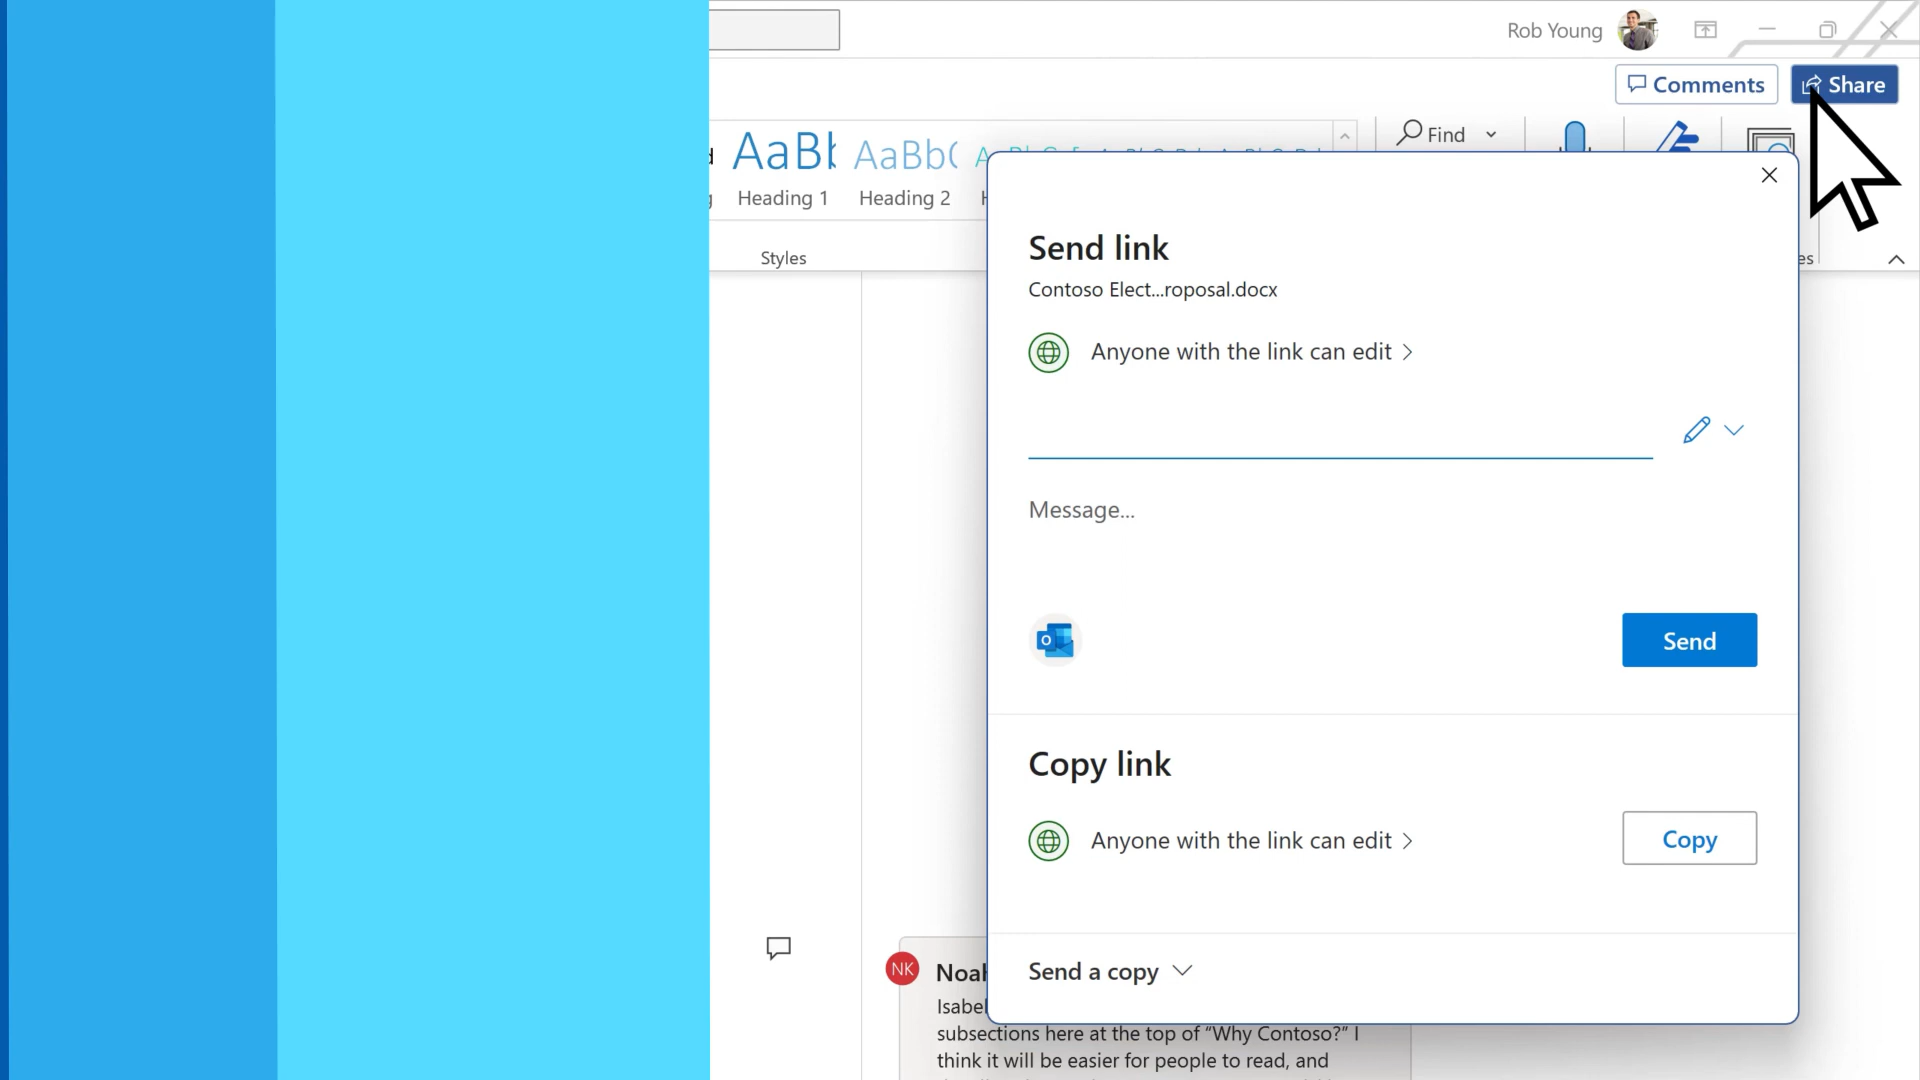 Rob Young
Comments
Share
AaBb
AaBb(
Find
Heading 1
Heading 2
Styles
Send link
Contoso Elect...roposal.docx
Anyone with the link can edit
Message...
Send
Copy link
Anyone with the link can edit
Copy
NK
Send a copy
subsections here at the top of “Why Contoso?” I
think it will be easier for people to read, and